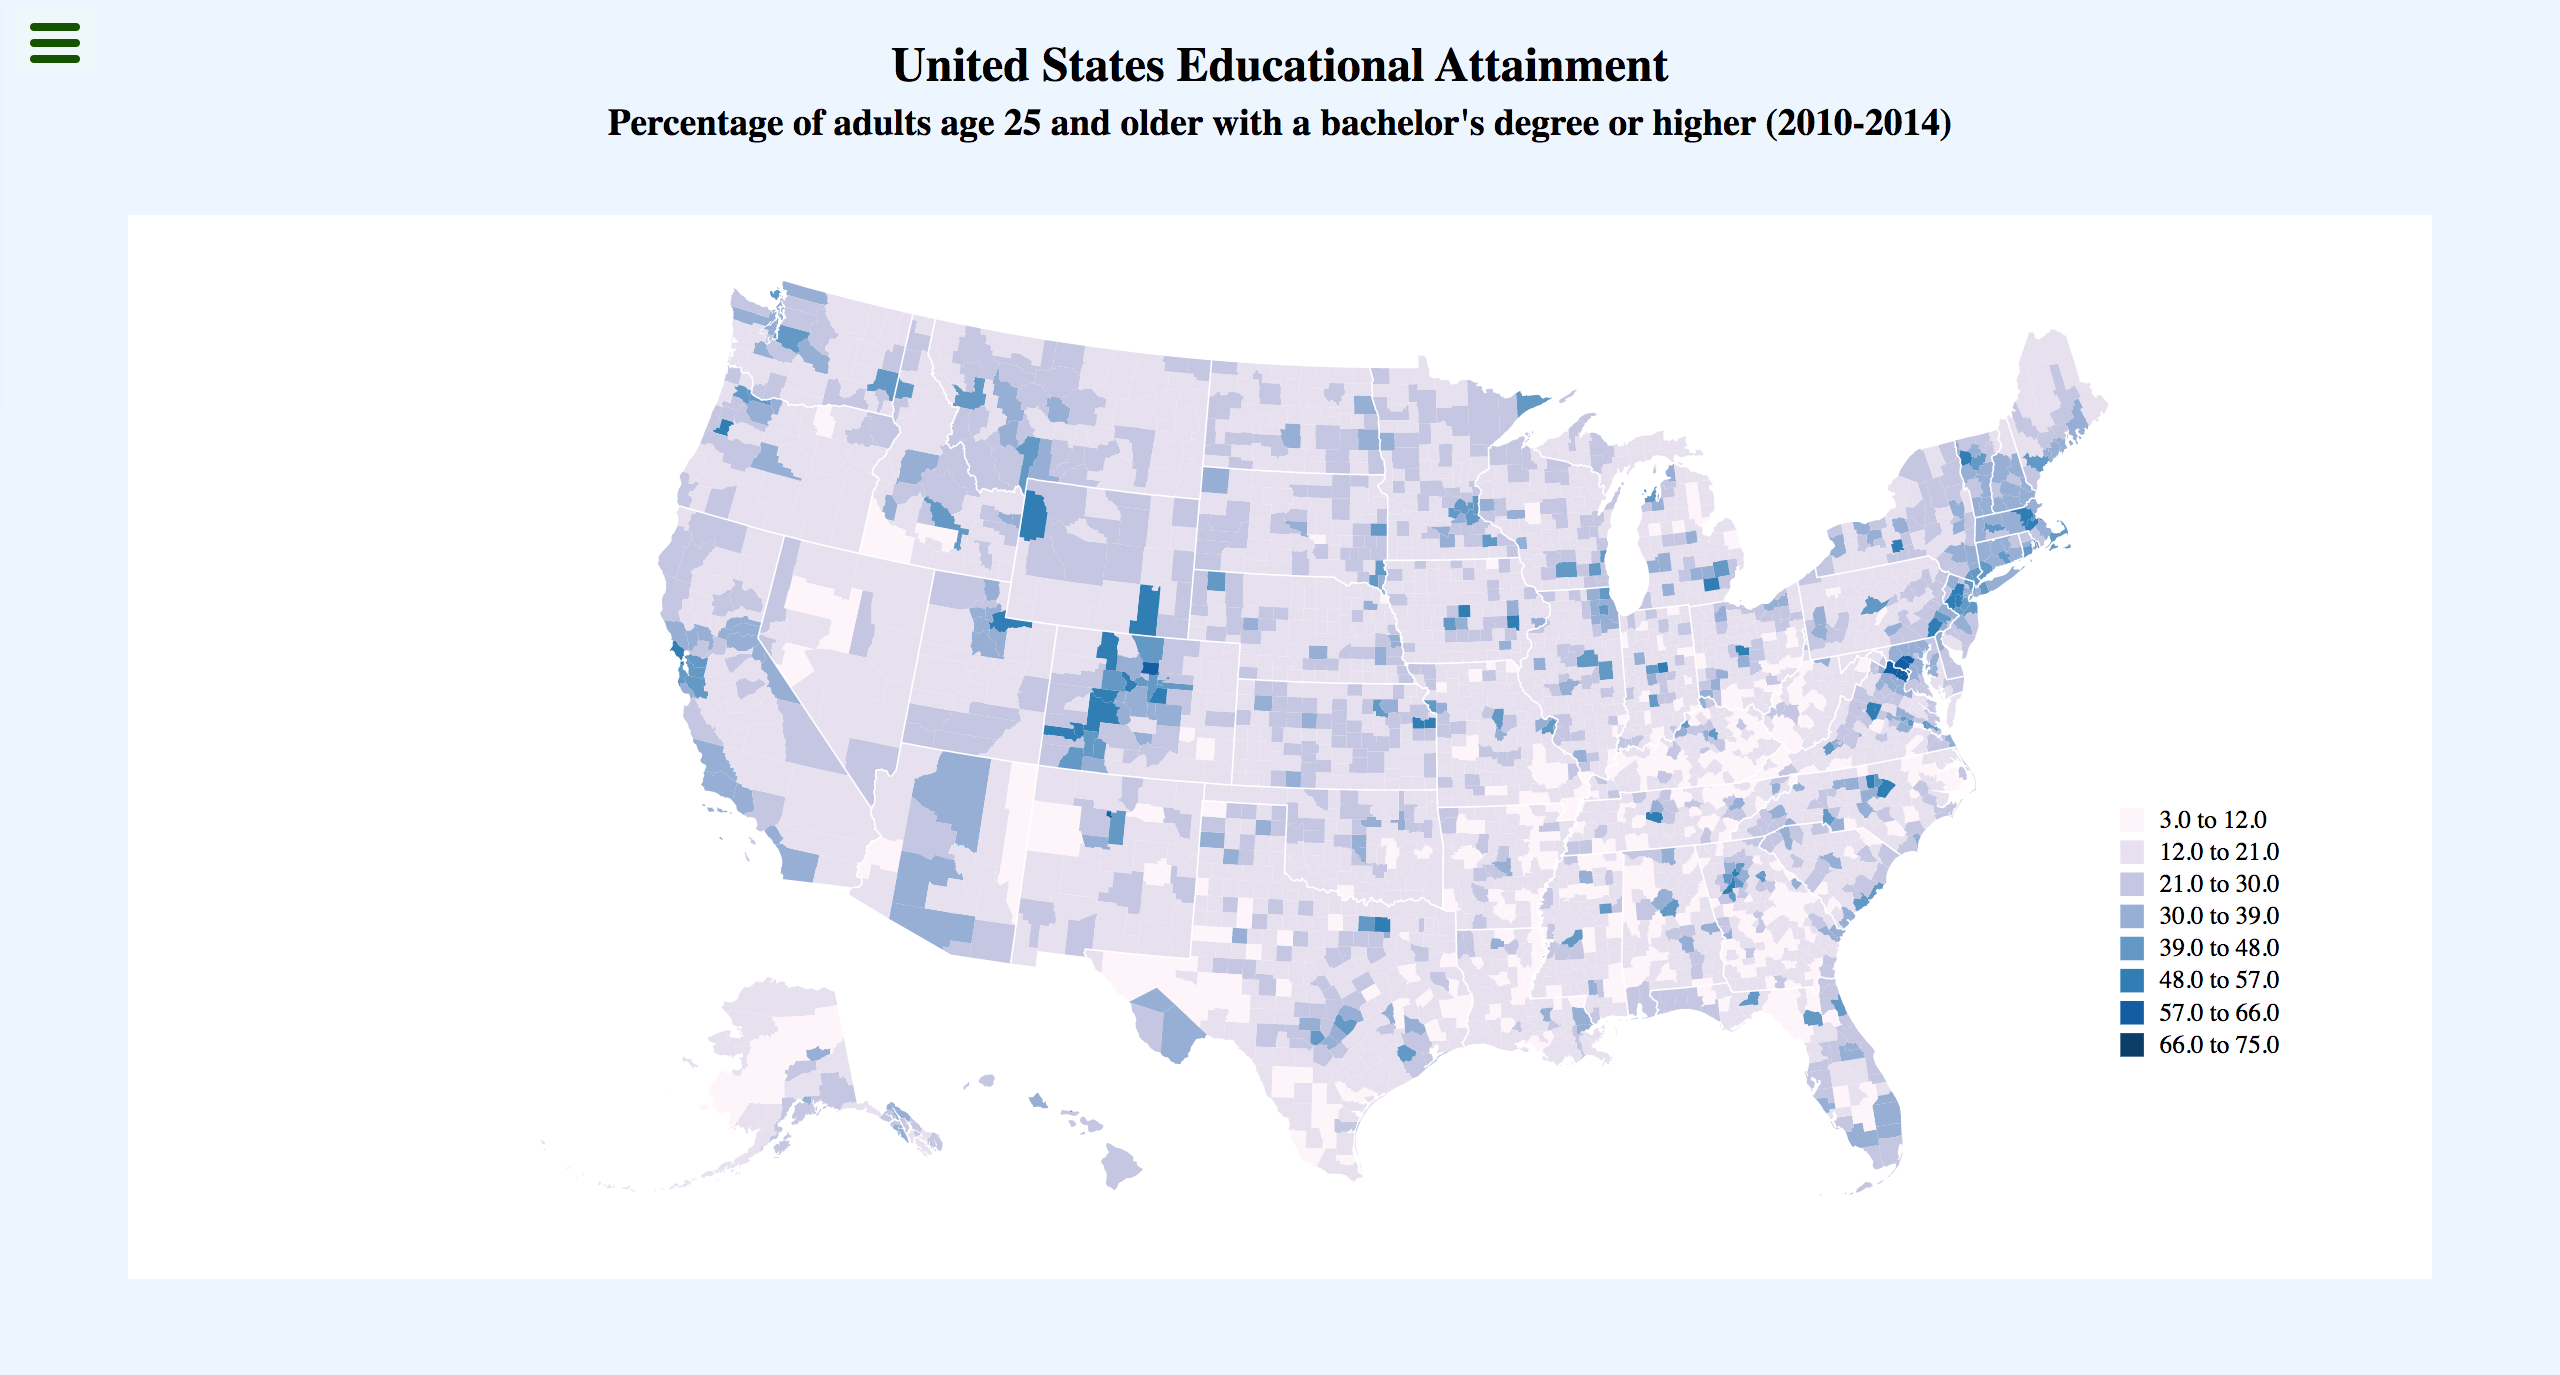 United States Educational Attainment
Percentage of adults age 25 and older with a bachelor's degree or higher (2010-2014)
3.0 to 12.0
12.0 to 21.0
21.0 to 30.0
30.0 to 39.0
39.0 to 48.0
48.0 to 57.0
57.0 to 66.0
66.0 to 75.0